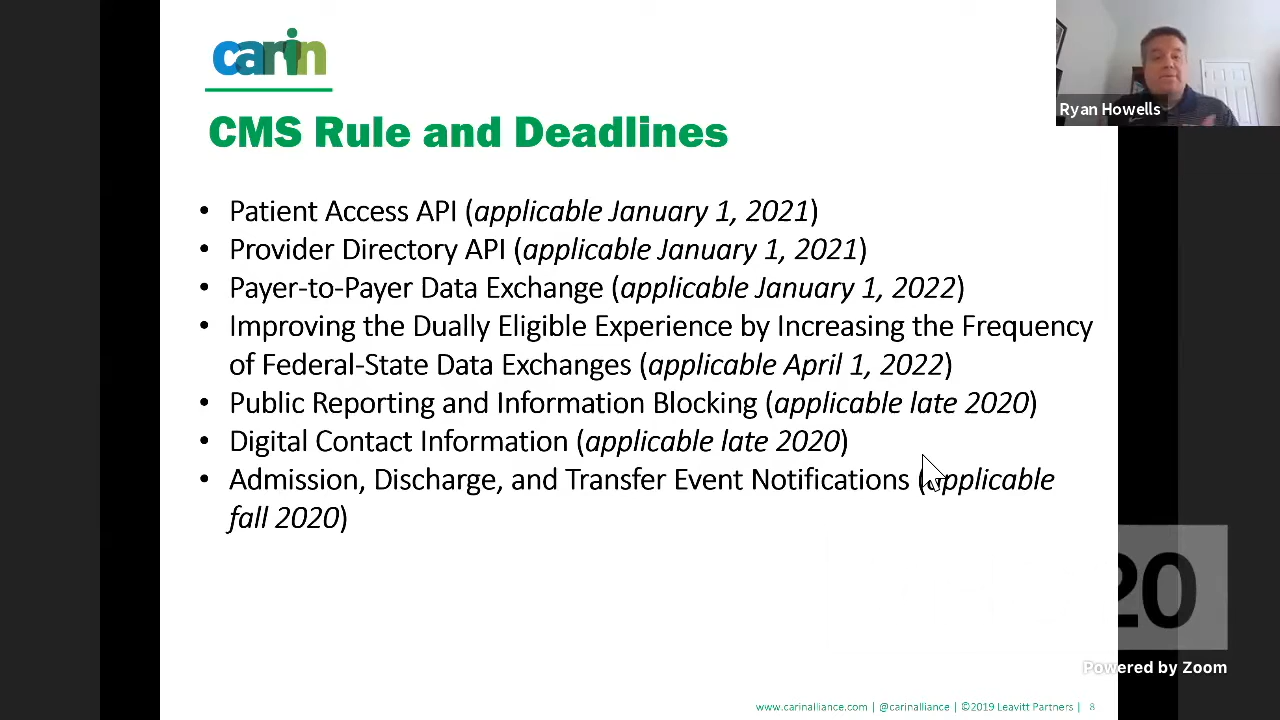 carin
Ryan Howells
CMS Rule and Deadlines
• Patient Access API (applicable January 1, 2021)
• Provider Directory API (applicable January 1, 2021)
• Payer-to-Payer Data Exchange (applicable January 1, 2022)
• Improving the Dually Eligible Experience by Increasing the Frequency
of Federal-State Data Exchanges (applicable April 1, 2022)
• Public Reporting and Information Blocking (applicable late 2020)
• Digital Contact Information (applicable late 2020)
• Admission, Discharge, and Transfer Event Notifications (applicable
fall 2020)
20
Powered by Zoom
www.carinalliance.com | @carinalliance | ©2019 Leavitt Partners | 8